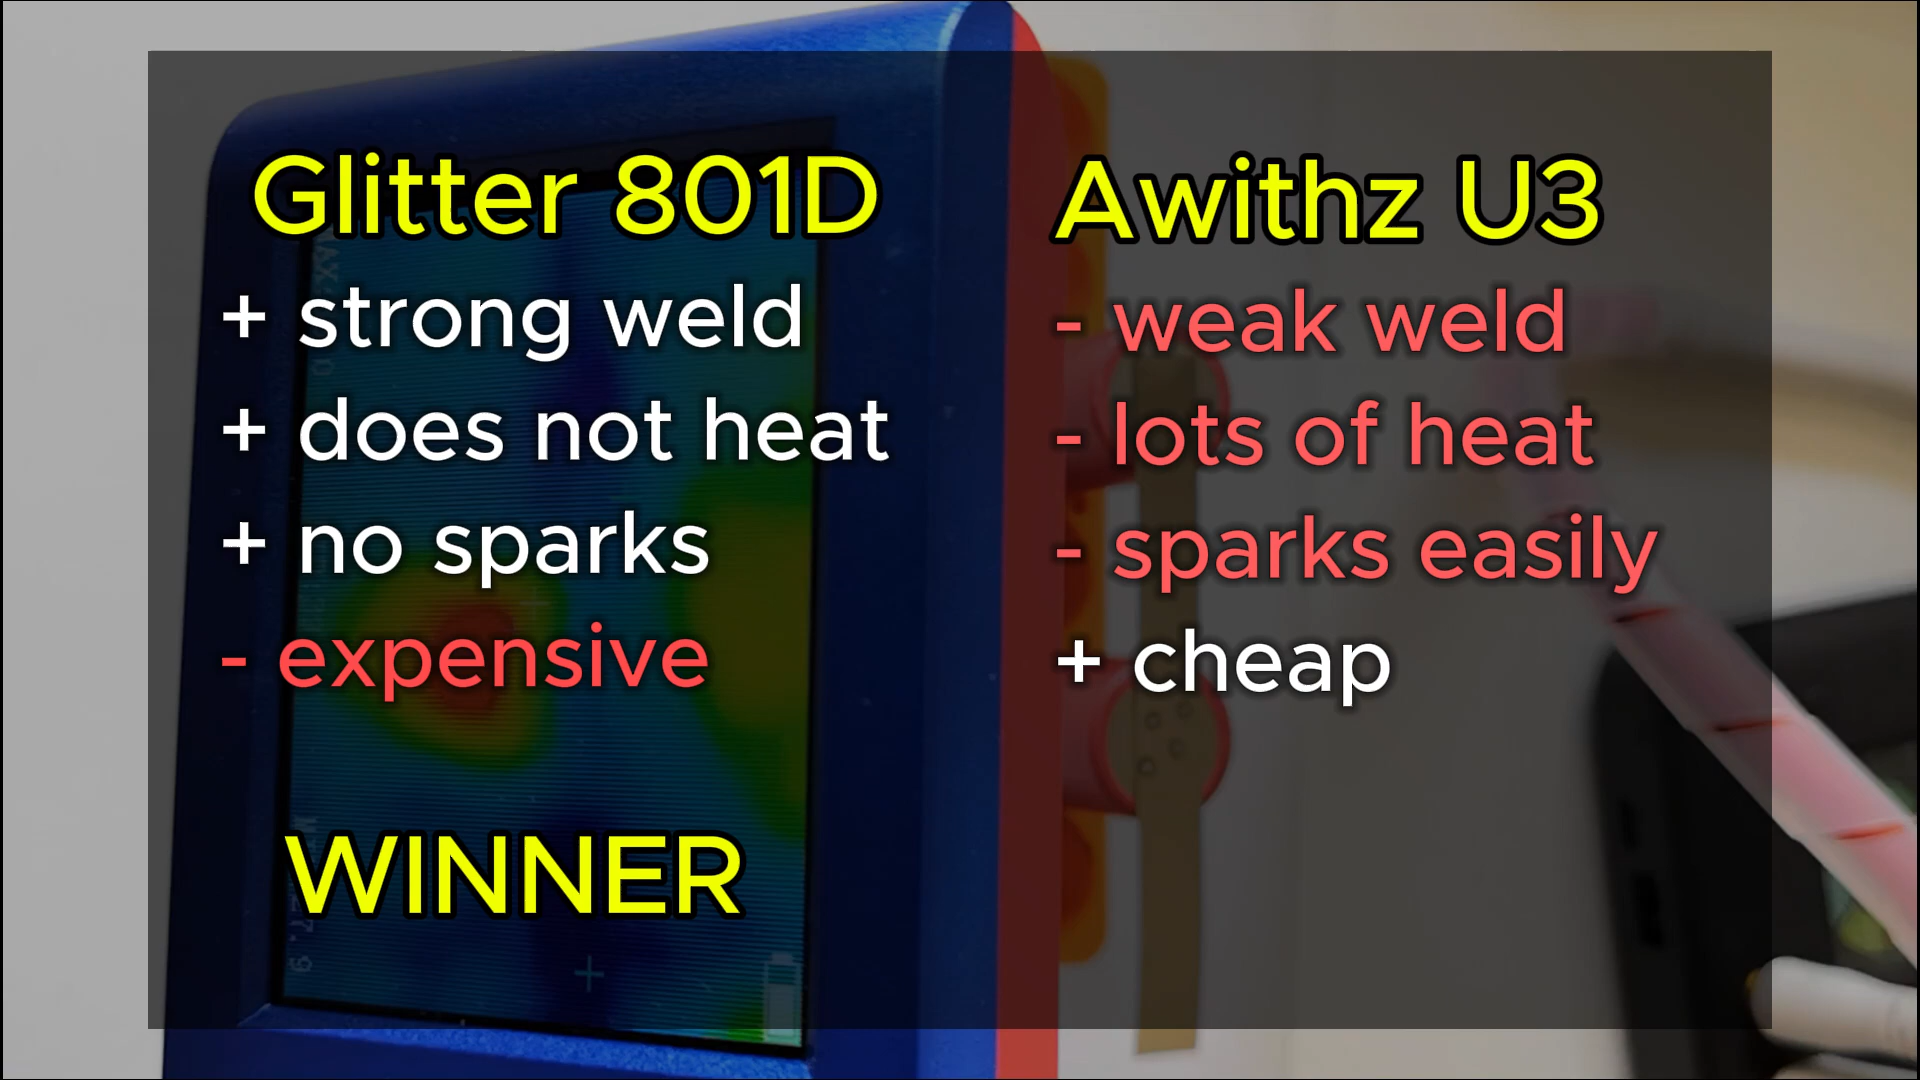 Glitter 801D
+ strong weld
+ does not heat
+ no sparks
- expensive
WINNER
Awithz U3
- weak weld
- lots of heat
- sparks easily
+ cheap